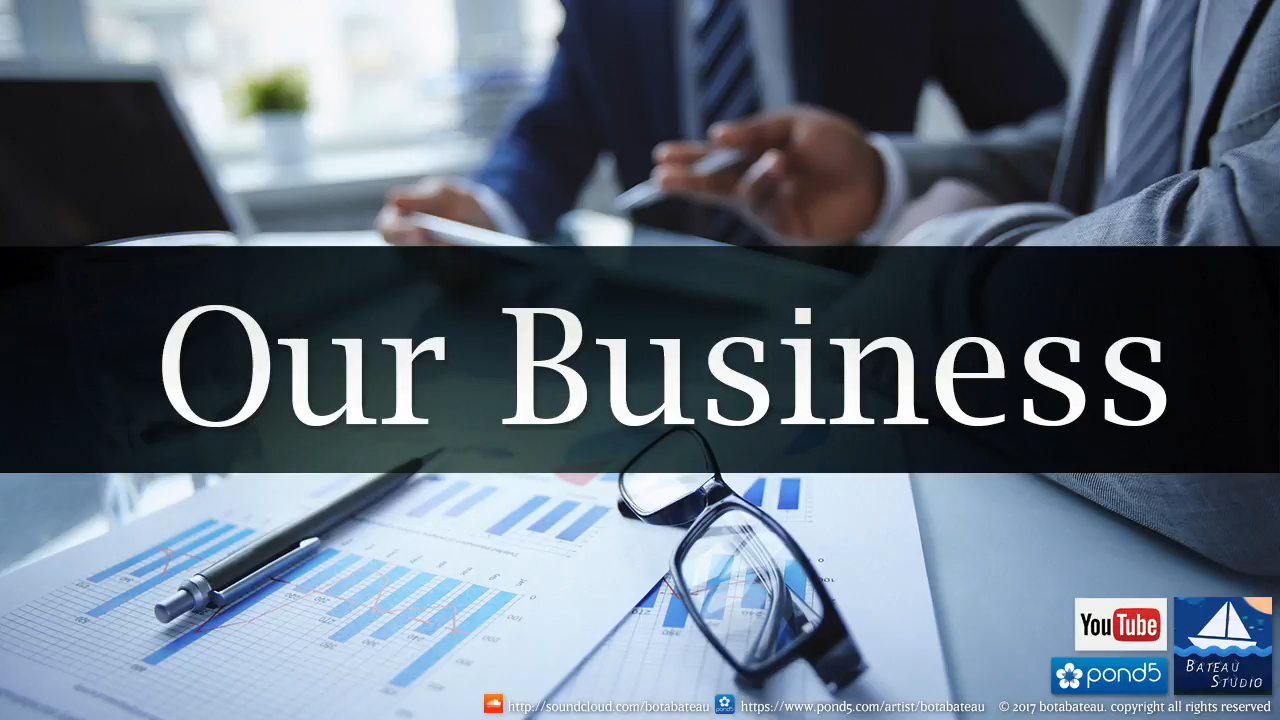 Our Business
YouTube
pond5
BATEAU
STUDIO
http://soundcloud.com/botabateau
pond5
https://www.pond5.com/artist/botabateau
© 2017 botabateau. copyright all rights reserved